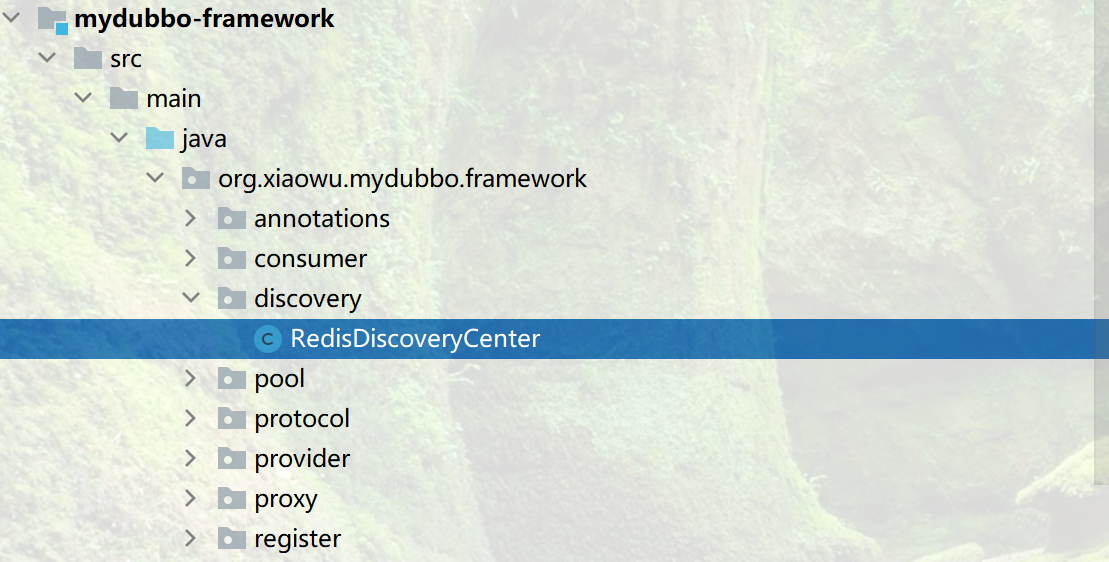 mydubbo-framework
src
main
java
org.xiaowu.mydubbo.framework
annotations
consumer
discovery
C RedisDiscoveryCenter
pool
protocol
provider
proxy
register